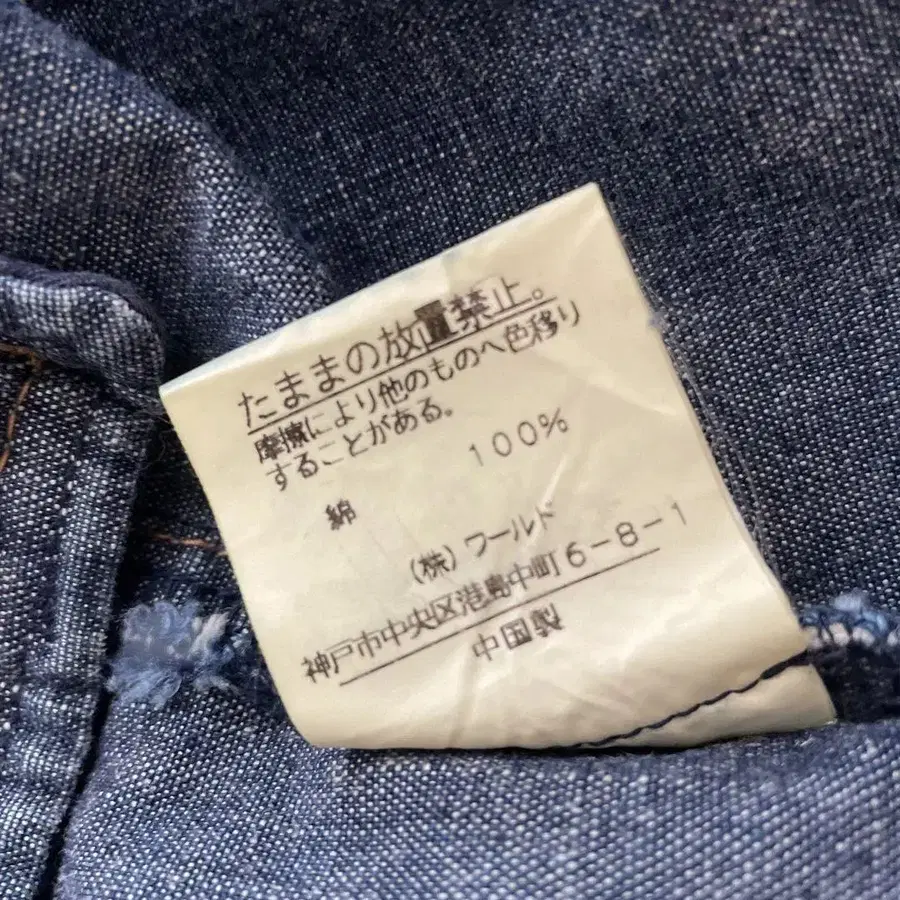 たままの放置禁止。
摩擦により他のものへ色移り
することがある。
綿 100%
(株)ワールド
神戸市中央区港島中町6-8-1
中国製